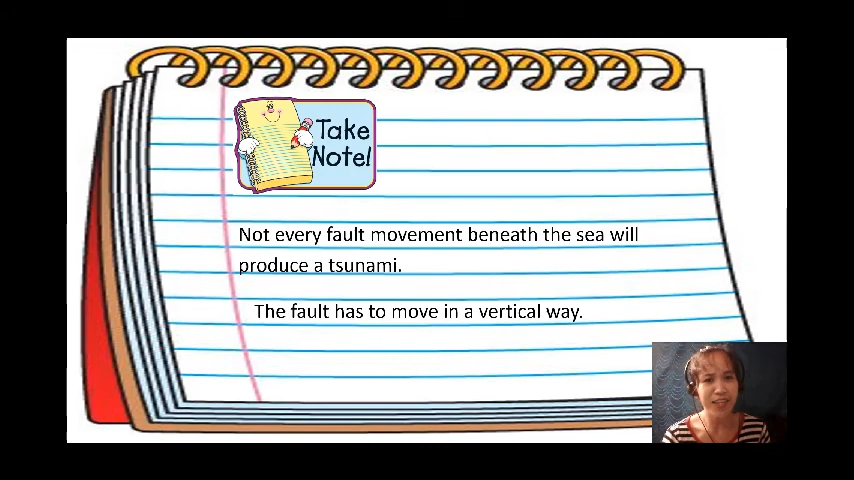 Take
Note!
Not every fault movement beneath the sea will
produce a tsunami.
The fault has to move in a vertical way.